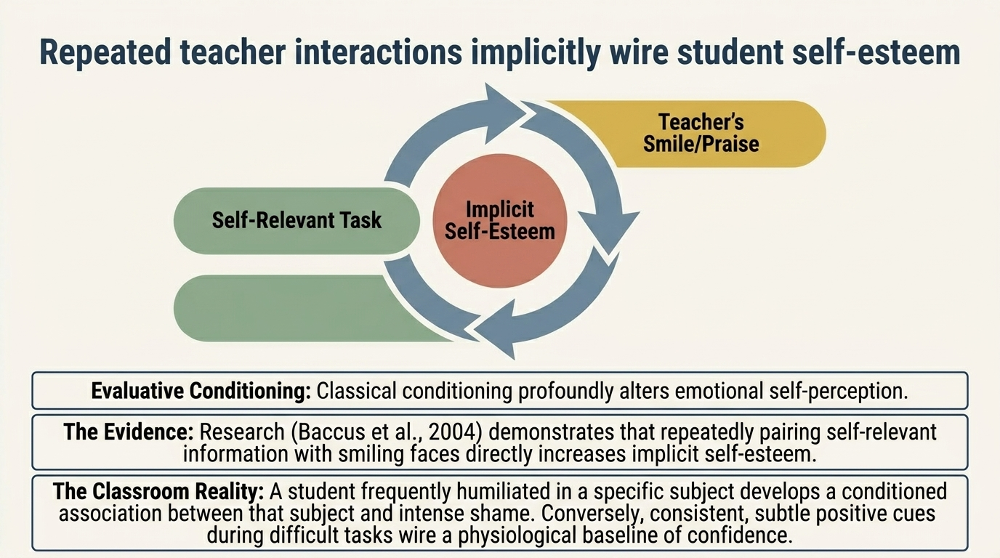 Repeated teacher interactions implicitly wire student self-esteem
Teacher’s
Smile/Praise
Self-Relevant Task
Implicit
Self-Esteem
Evaluative Conditioning: Classical conditioning profoundly alters emotional self-perception.
The Evidence: Research (Baccus et al., 2004) demonstrates that repeatedly pairing self-relevant
information with smiling faces directly increases implicit self-esteem.
The Classroom Reality: A student frequently humiliated in a specific subject develops a conditioned
association between that subject and intense shame. Conversely, consistent, subtle positive cues
during difficult tasks wire a physiological baseline of confidence.